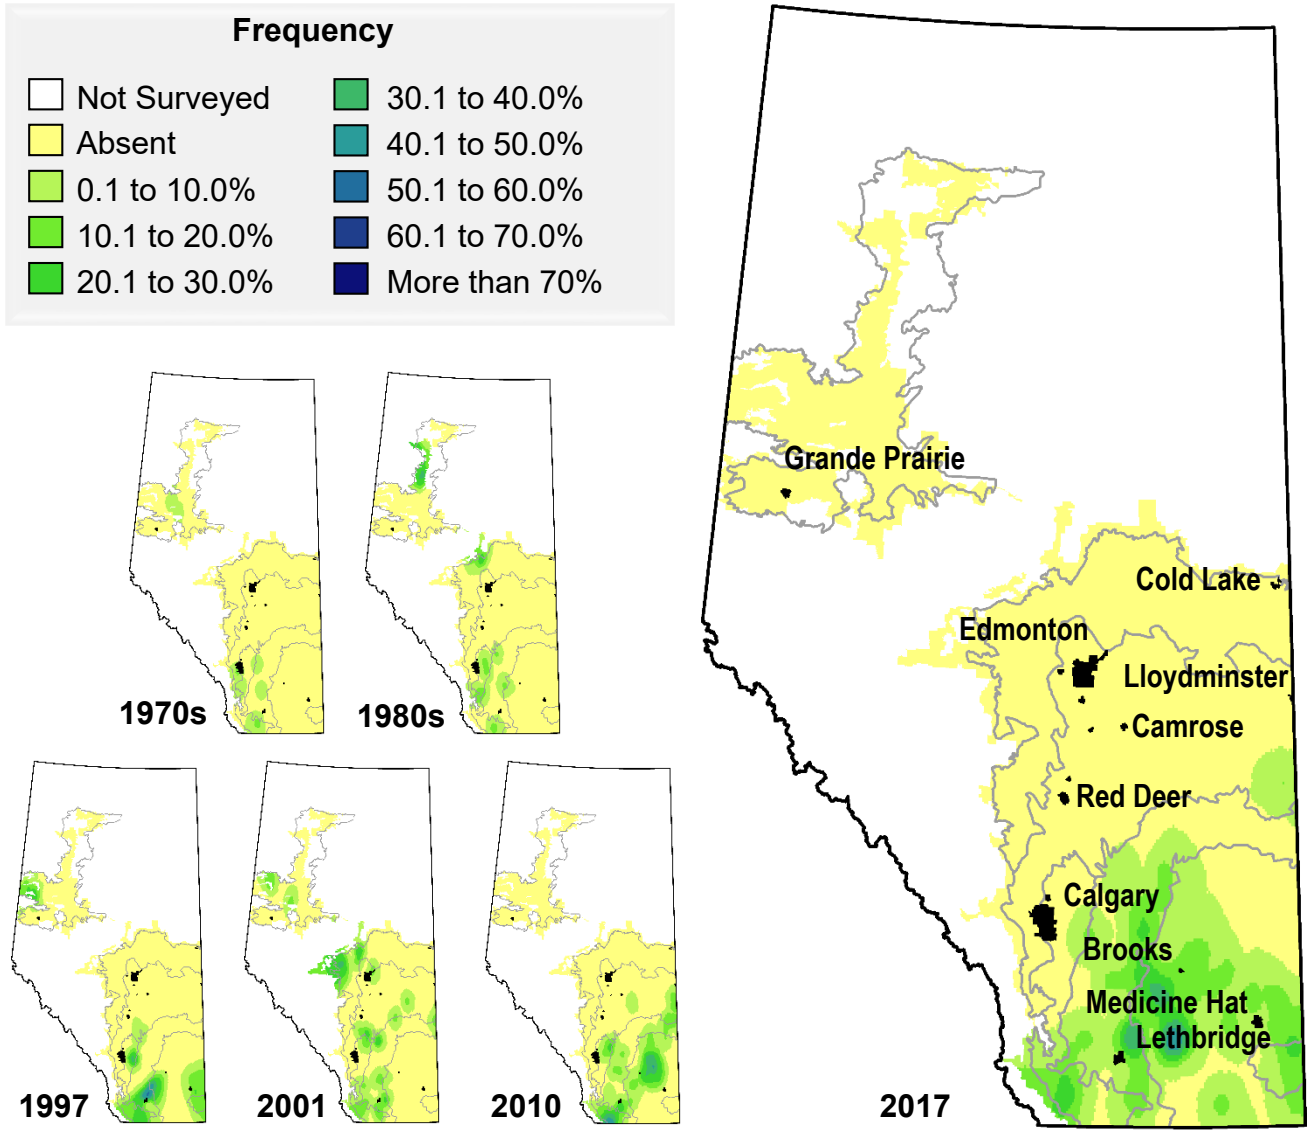 Frequency
Not Surveyed
Absent
0.1 to 10.0%
10.1 to 20.0%
20.1 to 30.0%
30.1 to 40.0%
40.1 to 50.0%
50.1 to 60.0%
60.1 to 70.0%
More than 70%
1970s
1980s
1997
2001
2010
2017
Grande Prairie
Cold Lake
Edmonton
Lloydminster
Camrose
Red Deer
Calgary
Brooks
Medicine Hat
Lethbridge